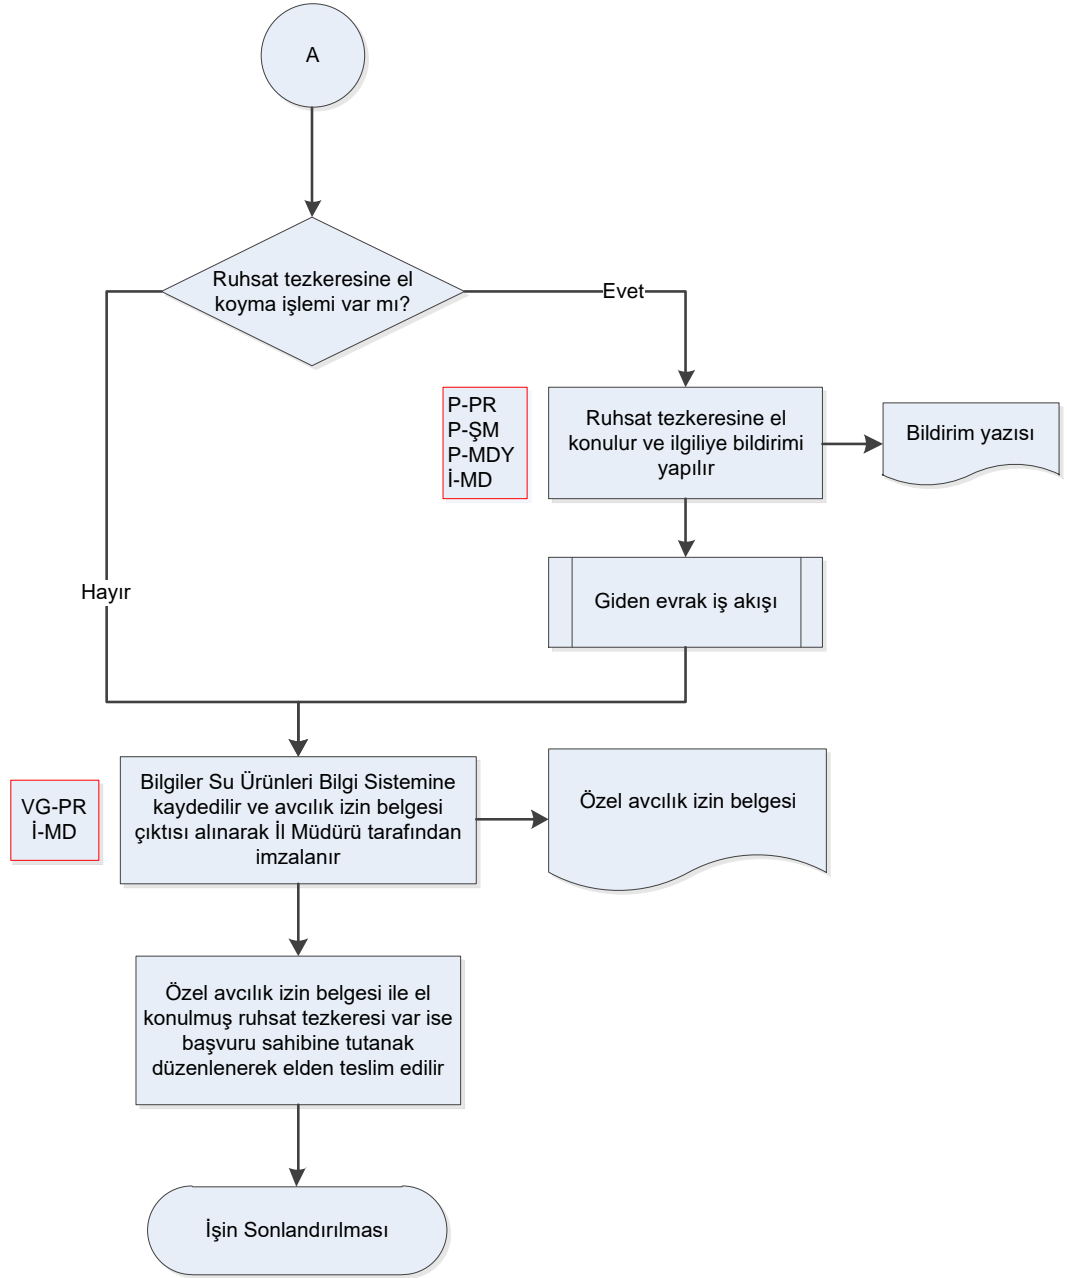 A
Ruhsat tezkeresine el
koyma işlemi var mı?
Evet
P-PR
P-ŞM
P-MDY
İ-MD
Ruhsat tezkeresine el
konulur ve ilgiliye bildirimi
yapılır
Bildirim yazısı
Hayır
Giden evrak iş akışı
VG-PR
İ-MD
Bilgiler Su Ürünleri Bilgi Sistemine
kaydedilir ve avcılık izin belgesi
çıktısı alınarak İl Müdürü tarafından
imzalanır
Özel avcılık izin belgesi
Özel avcılık izin belgesi ile el
konulmuş ruhsat tezkeresi var ise
başvuru sahibine tutanak
düzenlenerek elden teslim edilir
İşin Sonlandırılması